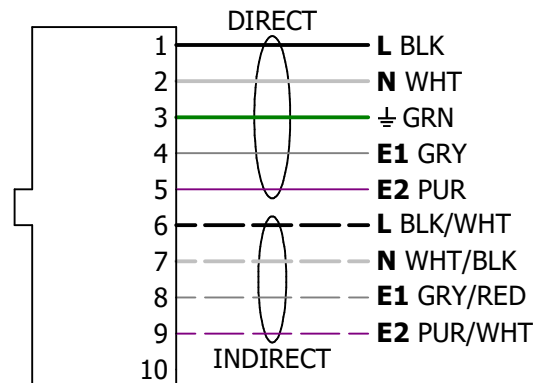 DIRECT
1 L BLK
2 N WHT
3 ⏚ GRN
4 E1 GRY
5 E2 PUR
6 L BLK/WHT
7 N WHT/BLK
8 E1 GRY/RED
9 E2 PUR/WHT
10
INDIRECT